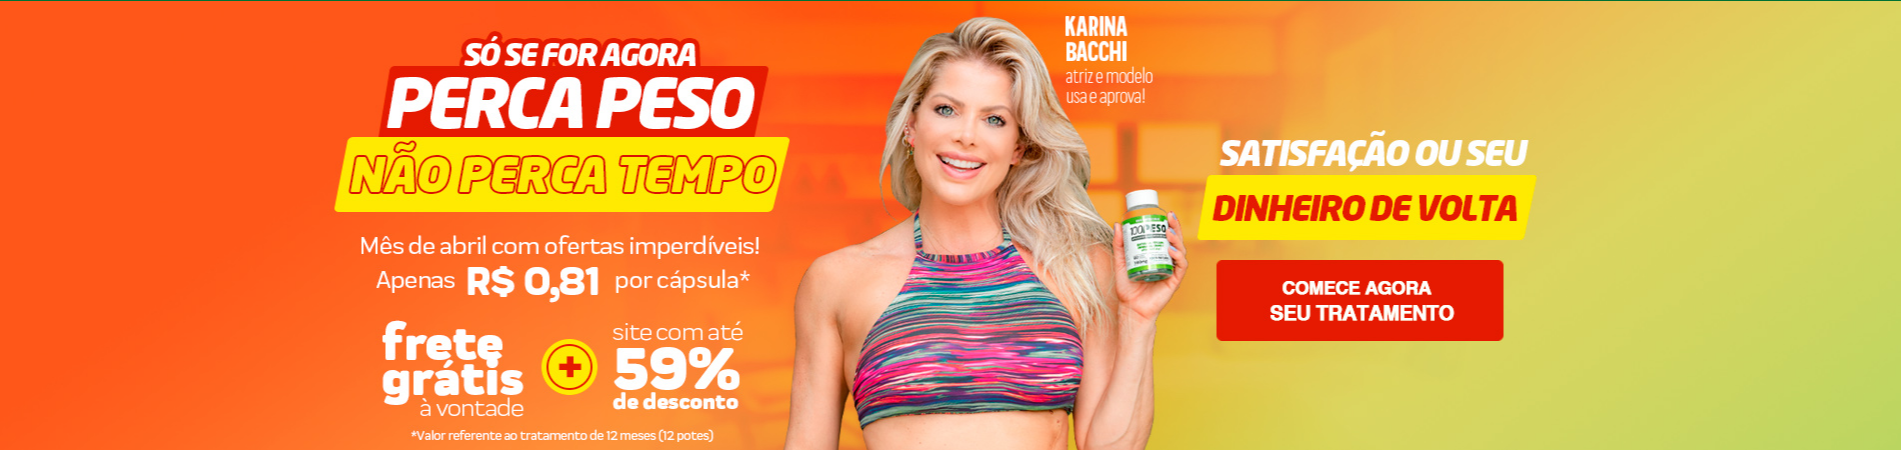 SÓ SE FOR AGORA
PERCA PESO
NÃO PERCA TEMPO
Mês de abril com ofertas imperdíveis!
Apenas R$ 0,81 por cápsula*
frete
grátis
à vontade
+
site com até
59%
de desconto
*Valor referente ao tratamento de 12 meses (12 potes)
KARINA
BACCHI
atriz e modelo
usa e aprova!
SATISFAÇÃO OU SEU
DINHEIRO DE VOLTA
COMECE AGORA
SEU TRATAMENTO